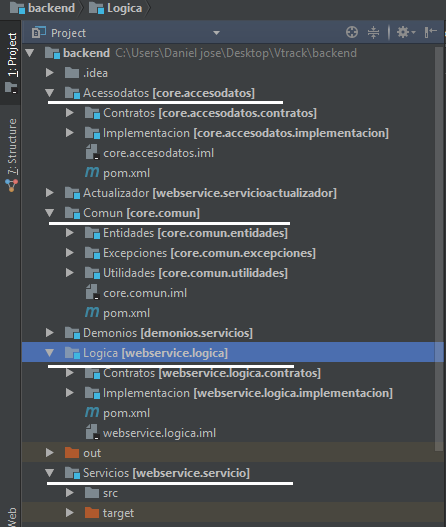 backend Logica
Project
1: Project
7: Structure
Web
backend C:\Users\Daniel jose\Desktop\Vtrack\backend
.idea
Acessodatos [core.accesodatos]
Contratos [core.accesodatos.contratos]
Implementacion [core.accesodatos.implementacion]
core.accesodatos.iml
m pom.xml
Actualizador [webservice.servicioactualizador]
Comun [core.comun]
Entidades [core.comun.entidades]
Excepciones [core.comun.excepciones]
Utilidades [core.comun.utilidades]
core.comun.iml
m pom.xml
Demonios [demonios.servicios]
Logica [webservice.logica]
Contratos [webservice.logica.contratos]
Implementacion [webservice.logica.implementacion]
m pom.xml
webservice.logica.iml
out
Servicios [webservice.servicio]
src
target